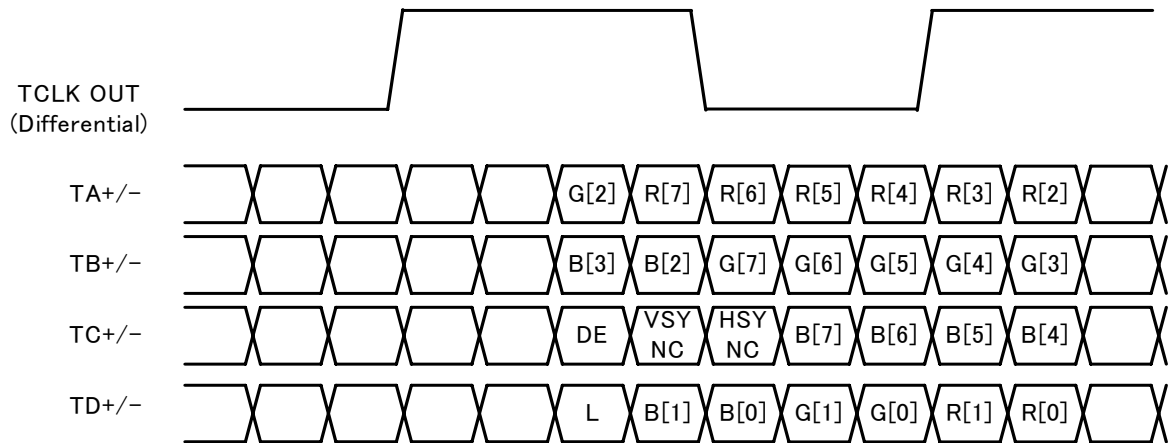 TCLK OUT
(Differential)
TA+/- G[2] R[7] R[6] R[5] R[4] R[3] R[2]
TB+/- B[3] B[2] G[7] G[6] G[5] G[4] G[3]
TC+/- DE VSY NC HSY NC B[7] B[6] B[5] B[4]
TD+/- L B[1] B[0] G[1] G[0] R[1] R[0]